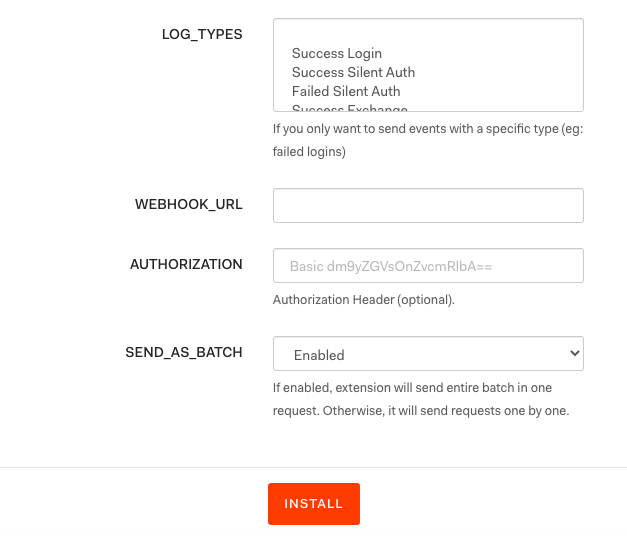 LOG_TYPES
Success Login
Success Silent Auth
Failed Silent Auth
Success Exchange
If you only want to send events with a specific type (eg:
failed logins)
WEBHOOK_URL
AUTHORIZATION
Basic dm9yZGVsOnZvcmRlbA==
Authorization Header (optional).
SEND_AS_BATCH
Enabled
If enabled, extension will send entire batch in one
request. Otherwise, it will send requests one by one.
INSTALL